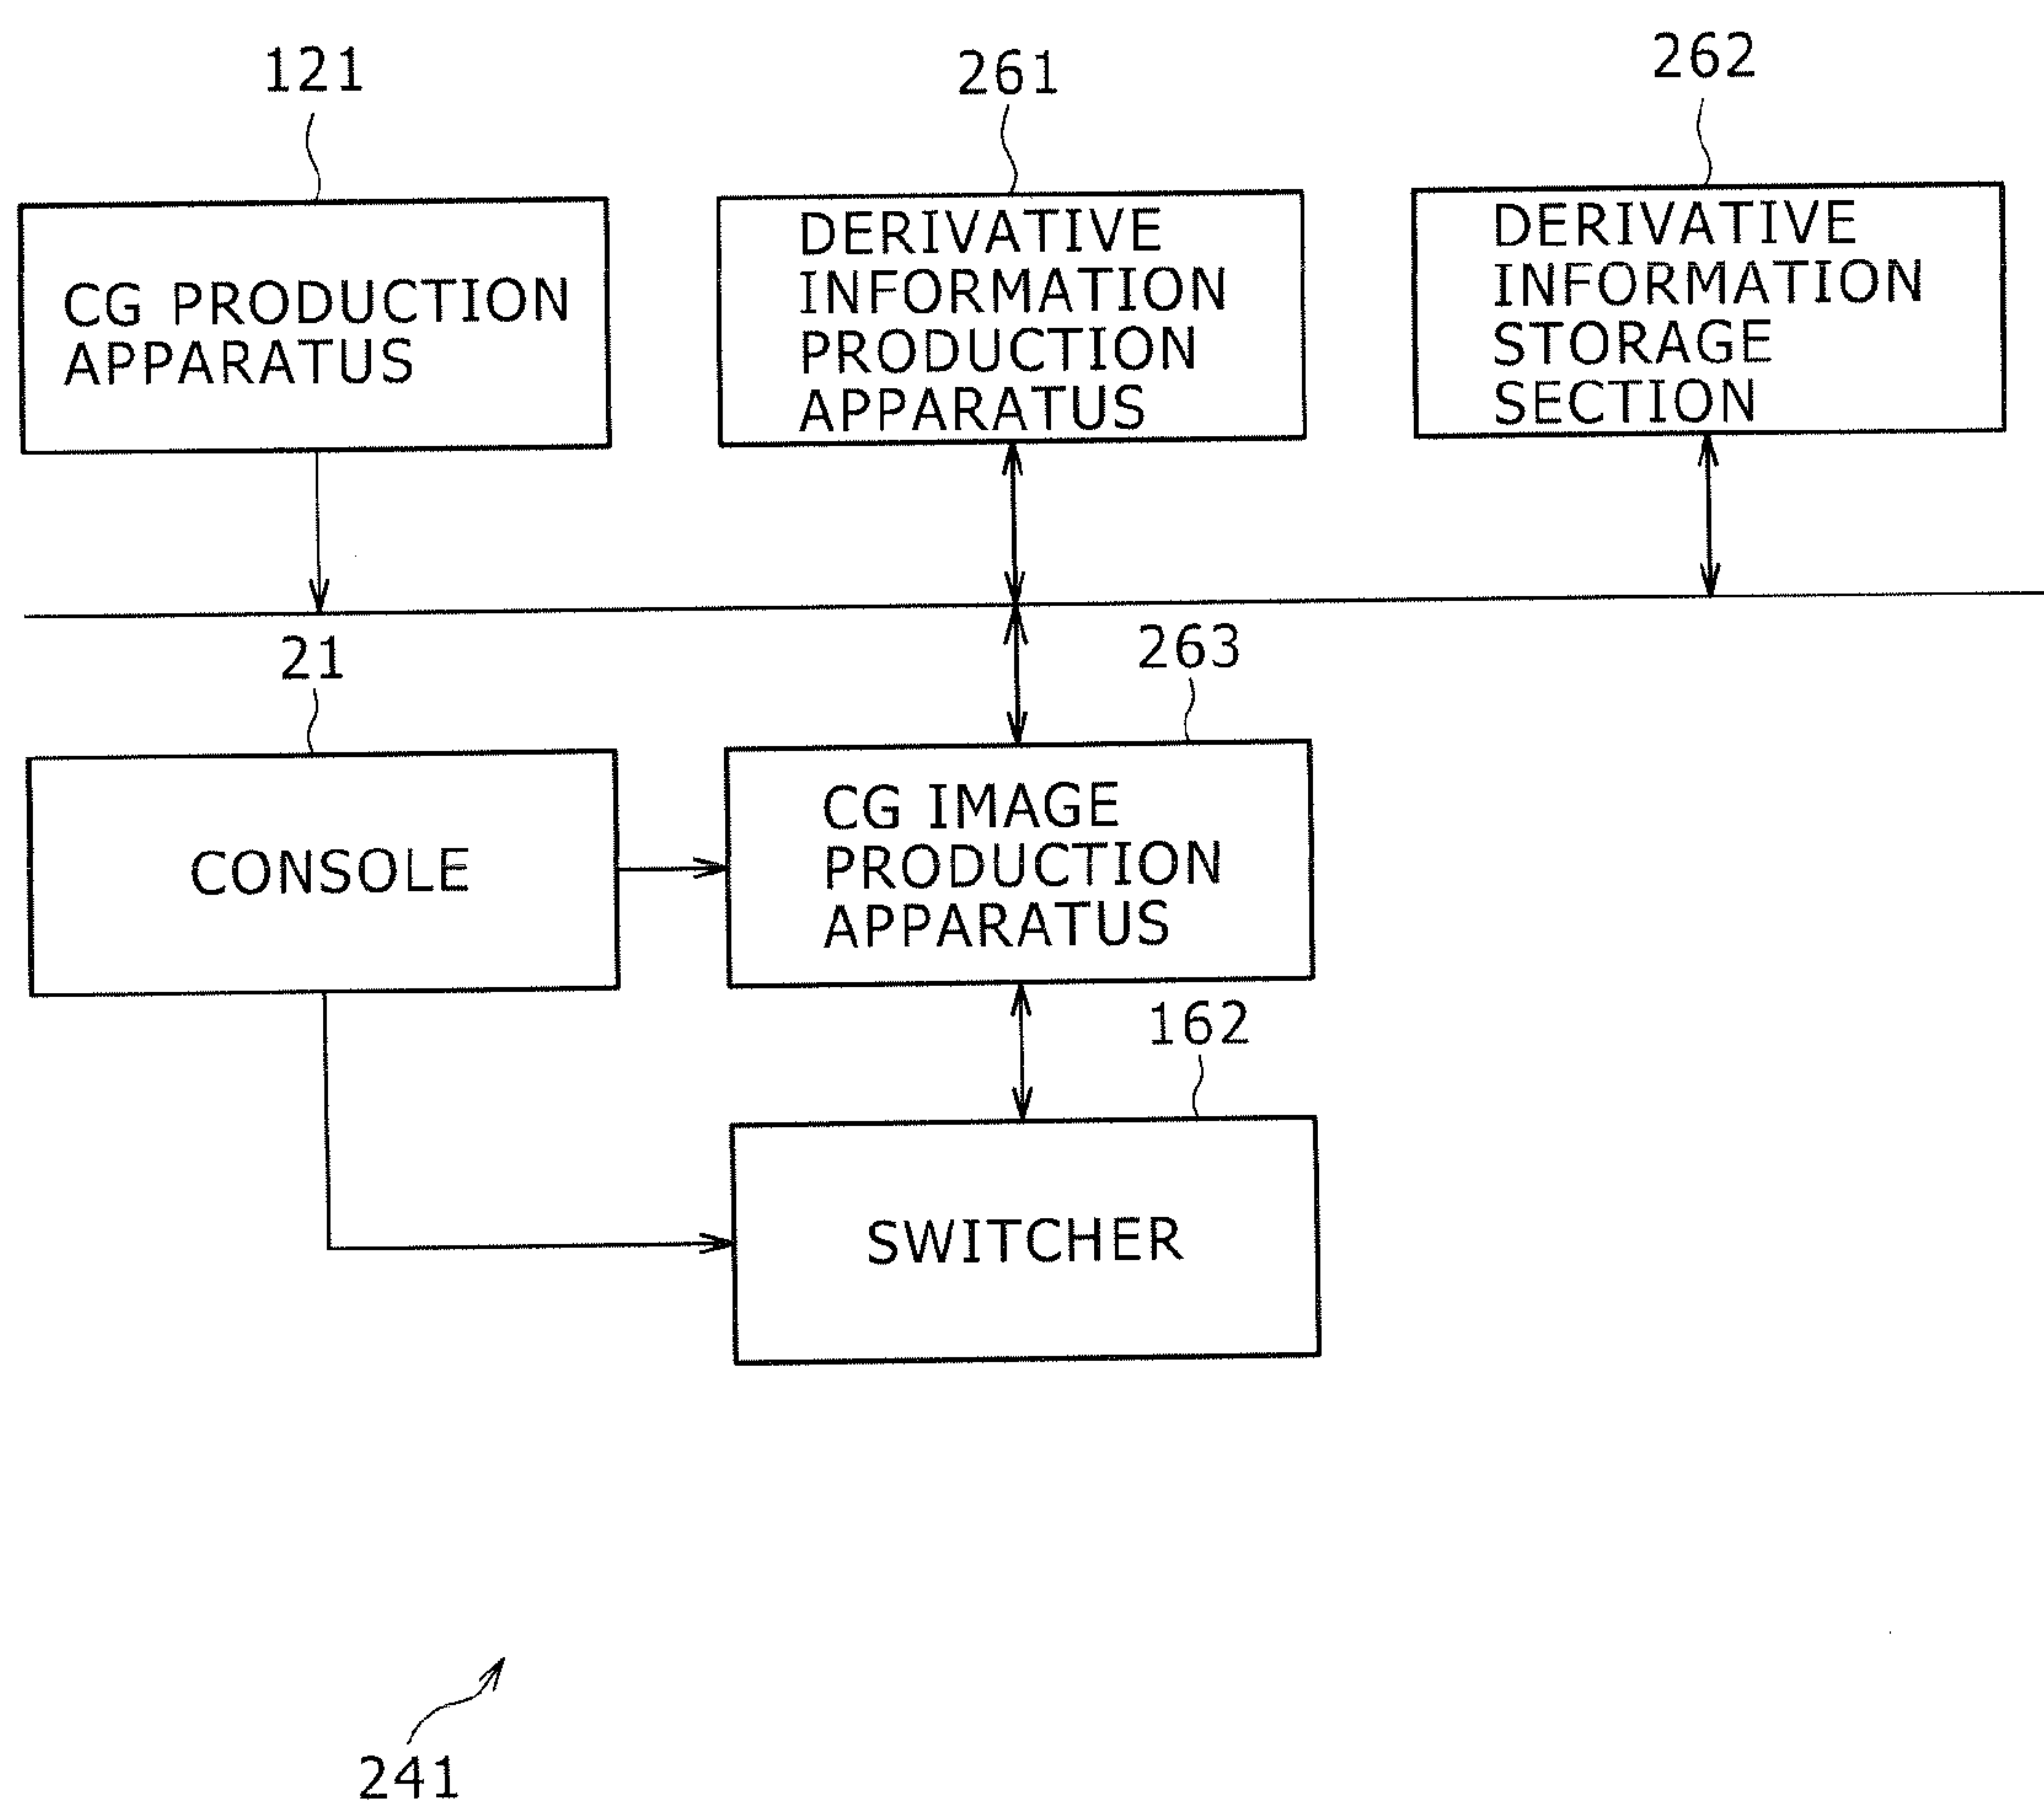 121
261
262
CG PRODUCTION
APPARATUS
DERIVATIVE
INFORMATION
PRODUCTION
APPARATUS
DERIVATIVE
INFORMATION
STORAGE
SECTION
21
263
CONSOLE
CG IMAGE
PRODUCTION
APPARATUS
162
SWITCHER
241